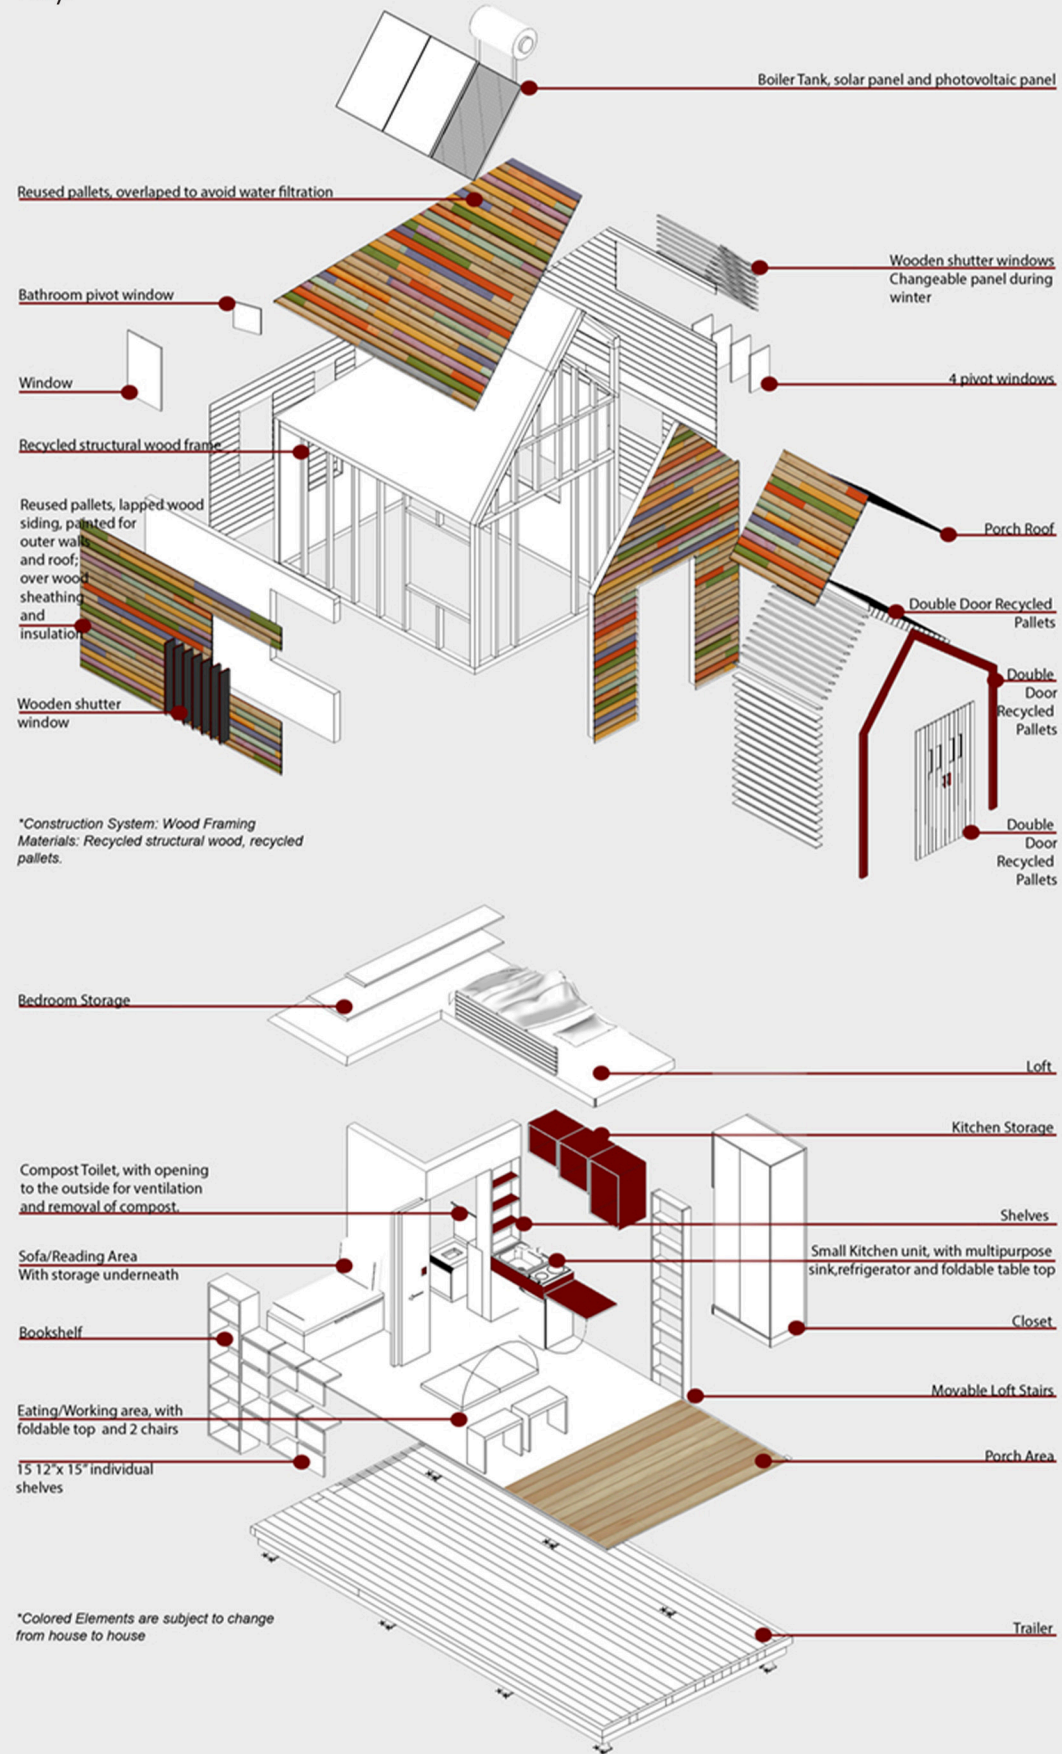 Boiler Tank, solar panel and photovoltaic panel
Reused pallets, overlaped to avoid water filtration
Wooden shutter windows
Changeable panel during
winter
Bathroom pivot window
Window
4 pivot windows
Recycled structural wood frame
Reused pallets, lapped wood
siding, painted for
outer walls
and roof;
over wood
sheathing
and
insulation
Porch Roof
Double Door Recycled
Pallets
Double
Door
Recycled
Pallets
Wooden shutter
window
*Construction System: Wood Framing
Materials: Recycled structural wood, recycled
pallets.
Double
Door
Recycled
Pallets
Bedroom Storage
Loft
Kitchen Storage
Compost Toilet, with opening
to the outside for ventilation
and removal of compost.
Shelves
Sofa/Reading Area
With storage underneath
Small Kitchen unit, with multipurpose
sink,refrigerator and foldable table top
Bookshelf
Closet
Movable Loft Stairs
Eating/Working area, with
foldable top and 2 chairs
Porch Area
15 12"x 15" individual
shelves
*Colored Elements are subject to change
from house to house
Trailer